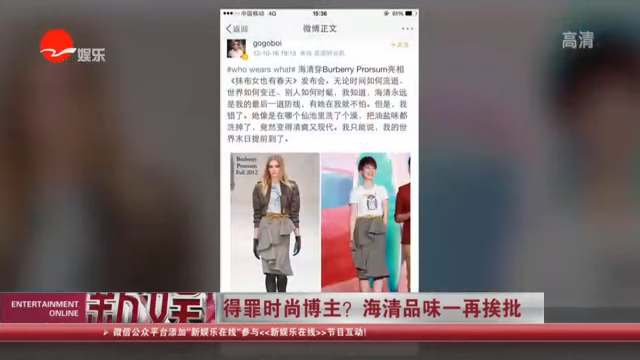 中国移动 4G 15:36 81%
返回 微博正文
gogoboi
+关注
12-10-16 19:15
娱乐
高清
#who wears what# 海清穿Burberry Prorsum亮相
《抹布女也有春天》发布会。无论时间如何流逝、
世界如何变迁、别人如何时髦，我知道，海清永远
是我的最后一道防线，有她在我就不怕。但是，我
错了。她像是在哪个仙池里洗了个澡，把油盐味都
洗掉了，竟然变得清爽又现代。我只能说，我的世
界末日提前到了。
Burberry
Prorsum
Fall 2012
ENTERTAINMENT
ONLINE
得罪时尚博主？ 海清品味一再挨批
微信公众平台添加"新娱乐在线"参与<<新娱乐在线>>节目互动!